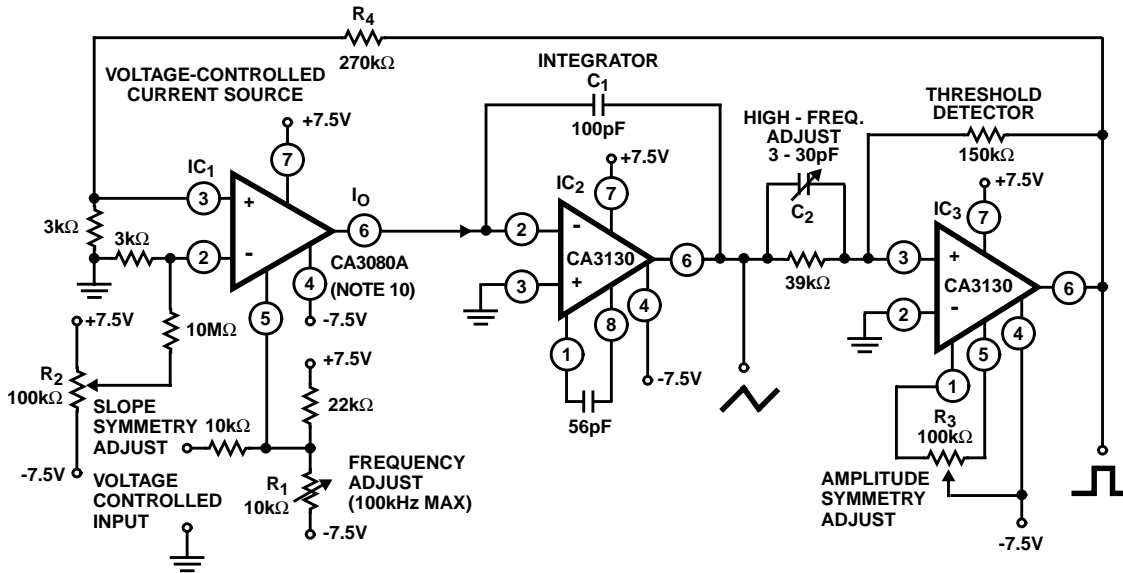 R4
270kΩ
VOLTAGE-CONTROLLED
CURRENT SOURCE
+7.5V
7
IC1
3
+
3kΩ
3kΩ
2
-
IO
6
CA3080A
(NOTE 10)
4
-7.5V
5
+7.5V
10MΩ
R2
100kΩ
-7.5V
SLOPE
SYMMETRY
ADJUST
10kΩ
VOLTAGE
CONTROLLED
INPUT
+7.5V
22kΩ
R1
10kΩ
FREQUENCY
ADJUST
(100kHz MAX)
-7.5V
INTEGRATOR
C1
100pF
+7.5V
7
IC2
2
-
CA3130
6
3
+
4
8
1
-7.5V
56pF
HIGH - FREQ.
ADJUST
3 - 30pF
C2
39kΩ
THRESHOLD
DETECTOR
150kΩ
+7.5V
7
IC3
3
+
CA3130
6
2
-
4
5
1
R3
100kΩ
AMPLITUDE
SYMMETRY
ADJUST
-7.5V